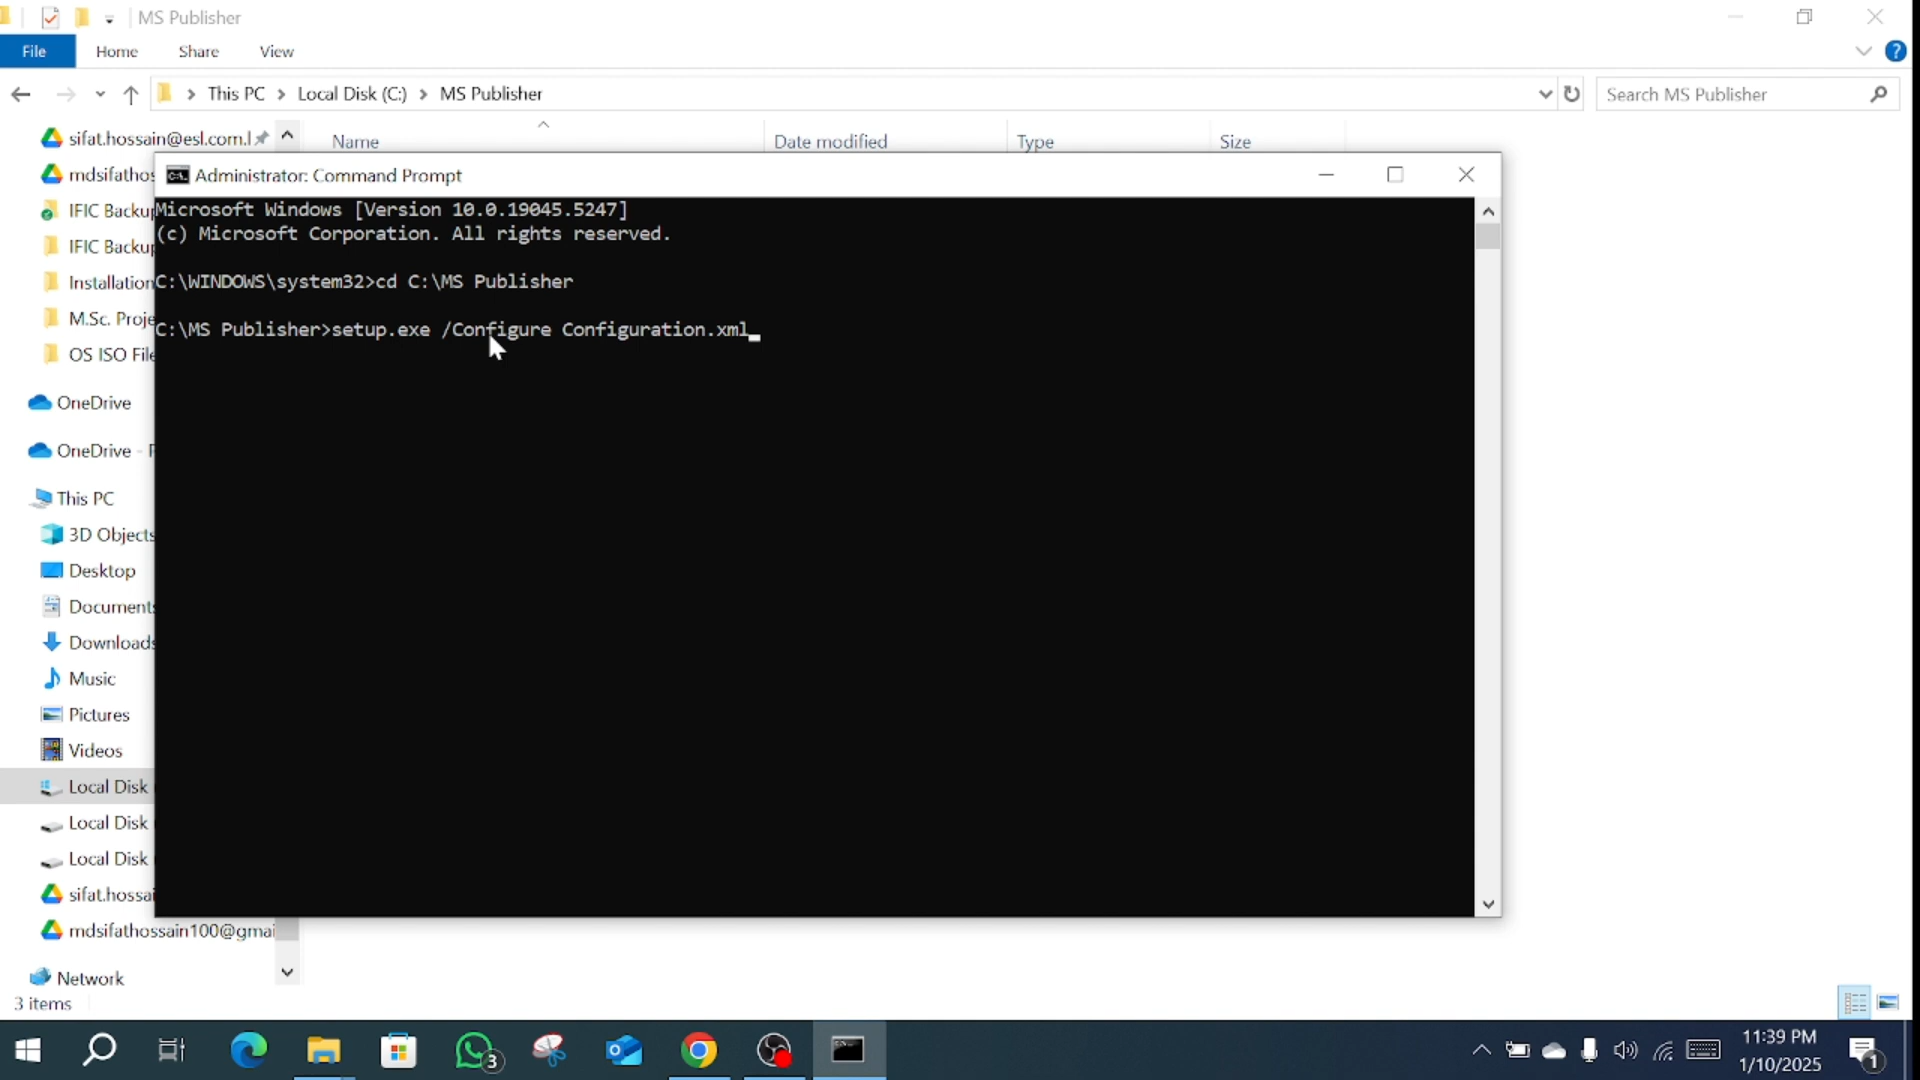 MS Publisher
File Home Share View
This PC Local Disk (C:) MS Publisher
Search MS Publisher
sifat.hossain@esl.com.l
Name Date modified Type Size
mdsifathos
Administrator: Command Prompt
IFIC Backup
Microsoft Windows [Version 10.0.19045.5247]
(c) Microsoft Corporation. All rights reserved.
IFIC Backup
Installation
C:\WINDOWS\system32>cd C:\MS Publisher
M.Sc. Proje
C:\MS Publisher>setup.exe /Configure Configuration.xml_
OS ISO File
OneDrive
OneDrive - P
This PC
3D Objects
Desktop
Documents
Downloads
Music
Pictures
Videos
Local Disk
Local Disk
Local Disk
sifat.hossai
mdsifathossain100@gmai
Network
3 items
3
11:39 PM
1/10/2025
1